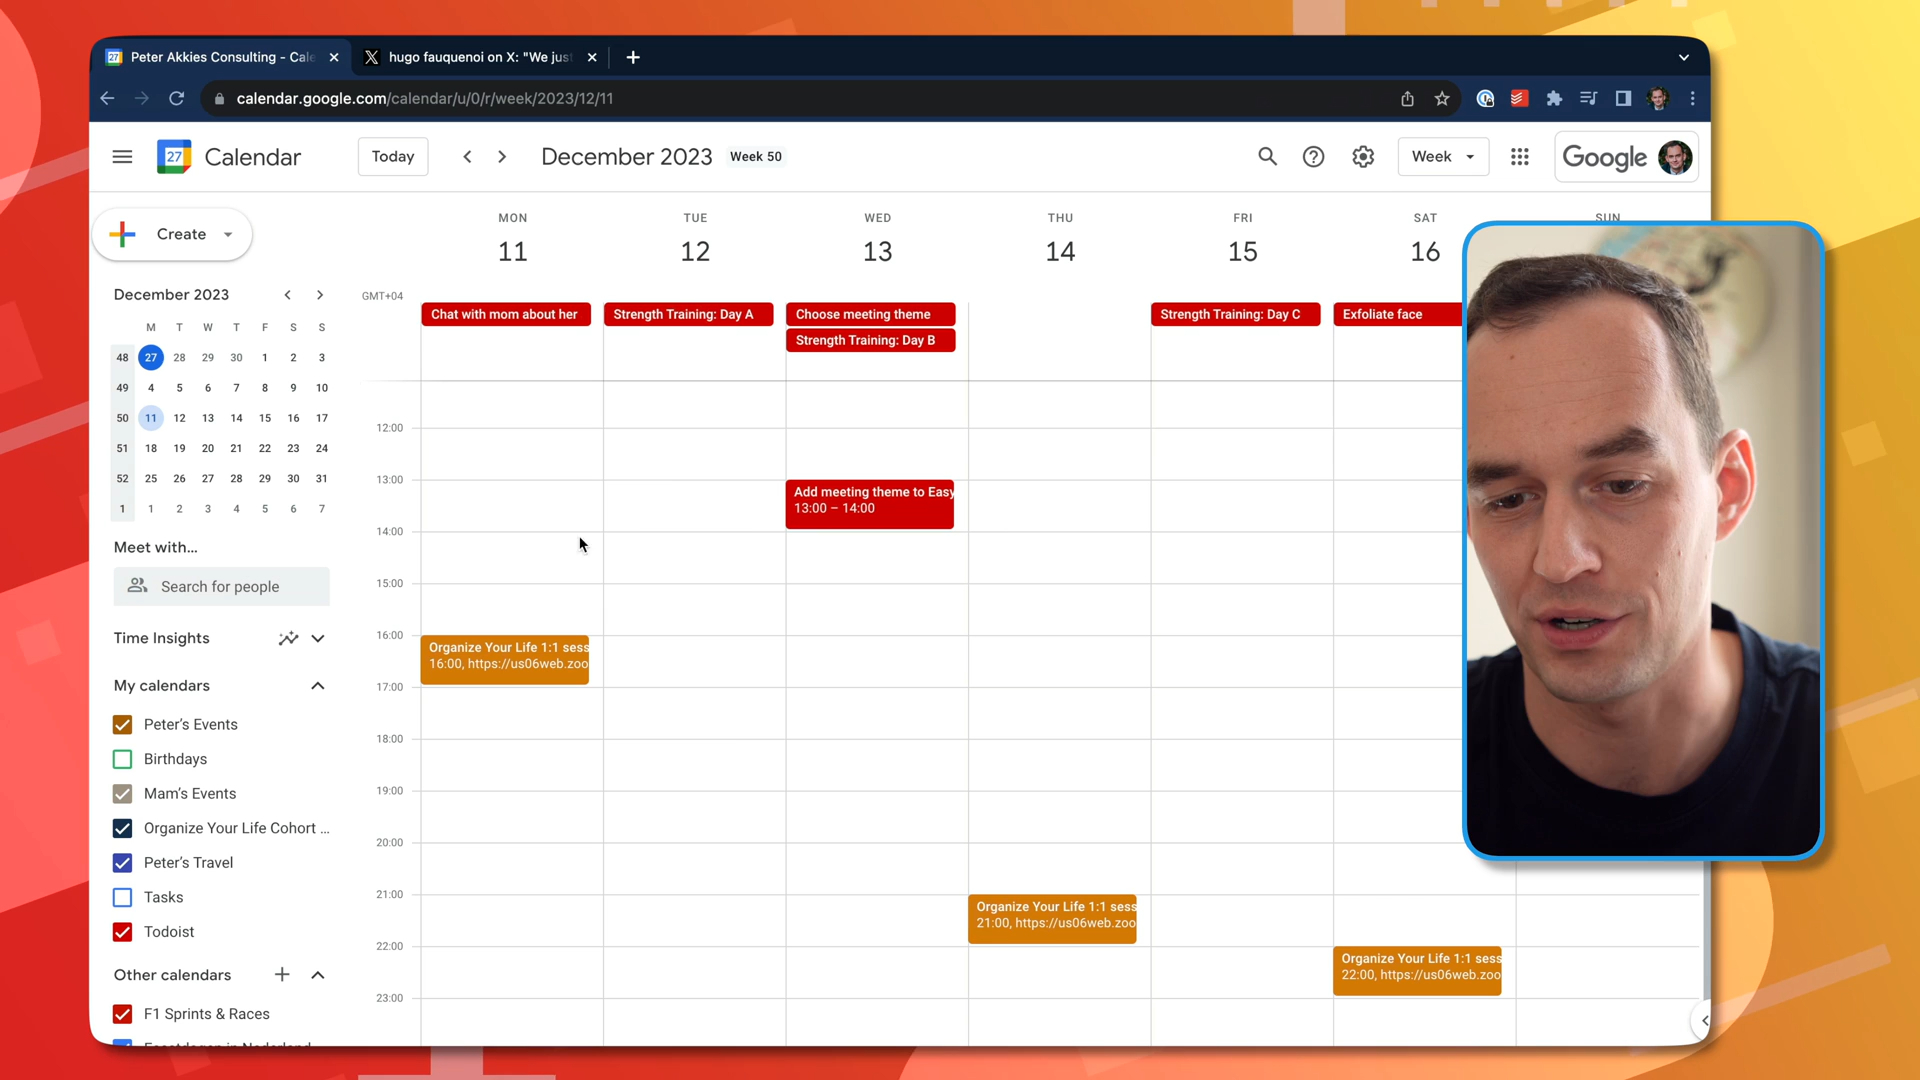 Peter Akkies Consulting - Cale
hugo fauquenoi on X: "We just
calendar.google.com/calendar/u/0/r/week/2023/12/11
27
Calendar
Today
December 2023
Week 50
Week
Google
Create
MON
TUE
WED
THU
FRI
SAT
SUN
11
12
13
14
15
16
December 2023
M T W T F S S
48 27 28 29 30 1 2 3
49 4 5 6 7 8 9 10
50 11 12 13 14 15 16 17
51 18 19 20 21 22 23 24
52 25 26 27 28 29 30 31
1 1 2 3 4 5 6 7
GMT+04
Chat with mom about her
Strength Training: Day A
Choose meeting theme
Strength Training: Day B
Strength Training: Day C
Exfoliate face
12:00
13:00
14:00
15:00
16:00
17:00
18:00
19:00
20:00
21:00
22:00
23:00
Add meeting theme to Easy
13:00 – 14:00
Organize Your Life 1:1 sess
16:00, https://us06web.zoo
Organize Your Life 1:1 sess
21:00, https://us06web.zoo
Organize Your Life 1:1 sess
22:00, https://us06web.zoo
Meet with...
Search for people
Time Insights
My calendars
Peter's Events
Birthdays
Mam's Events
Organize Your Life Cohort ...
Peter's Travel
Tasks
Todoist
Other calendars
F1 Sprints & Races